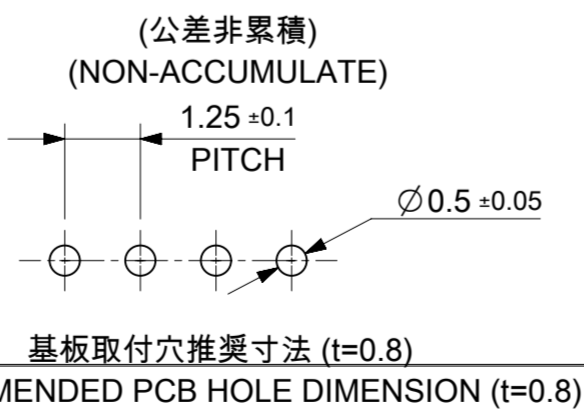 (公差非累積)
(NON-ACCUMULATE)
1.25 ±0.1
PITCH
∅0.5 ±0.05
基板取付穴推奨寸法 (t=0.8)
MENDED PCB HOLE DIMENSION (t=0.8)